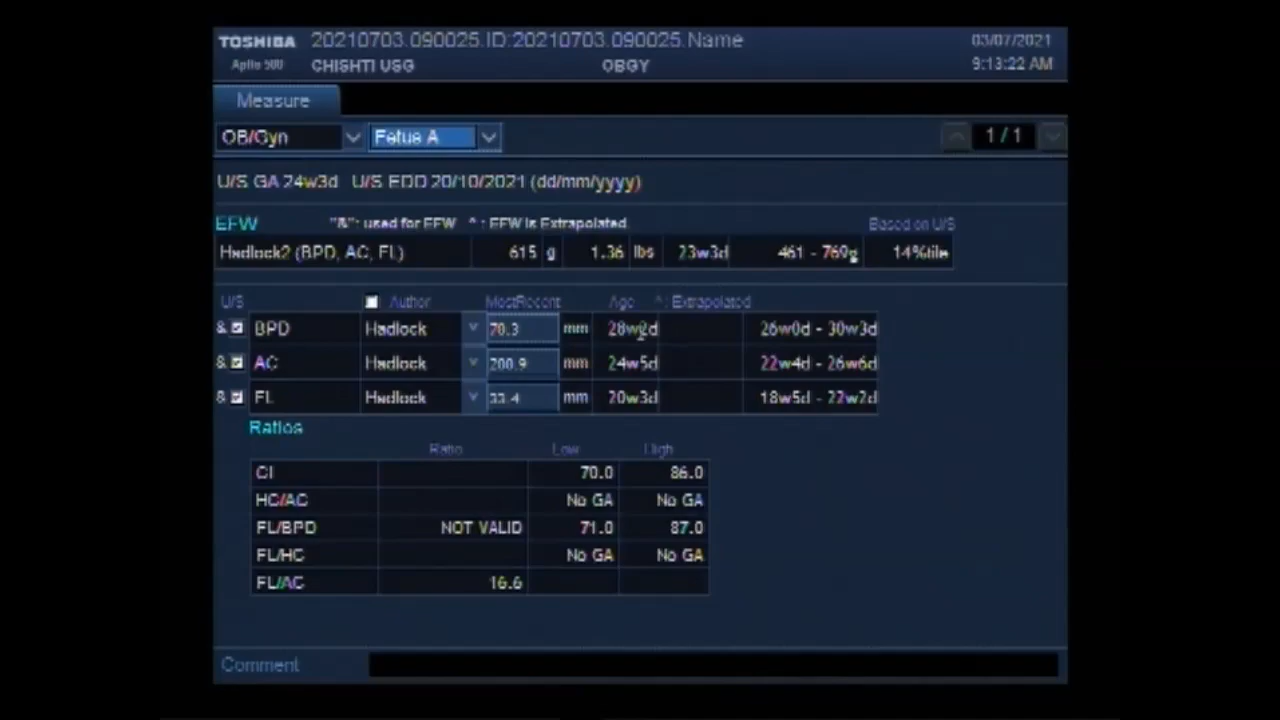 TOSHIBA 20210703.090025.ID:20210703.090025.Name 03/07/2021
Aplio 500 CHISHTI USG OBGY 9:13:22 AM
Measure
OB/Gyn Fetus A 1 / 1
U/S GA 24w3d U/S EDD 20/10/2021 (dd/mm/yyyy)
EFW "&": used for EFW ^ : EFW is Extrapolated Based on U/S
Hadlock2 (BPD, AC, FL) 615 g 1.36 lbs 23w3d 461 - 769g 14%tile
U/S Author MostRecent Age ^ : Extrapolated
& BPD Hadlock 70.3 mm 28w2d 26w0d - 30w3d
& AC Hadlock 200.9 mm 24w5d 22w4d - 26w6d
& FL Hadlock 33.4 mm 20w3d 18w5d - 22w2d
Ratios
Ratio Low High
CI 70.0 86.0
HC/AC No GA No GA
FL/BPD NOT VALID 71.0 87.0
FL/HC No GA No GA
FL/AC 16.6
Comment